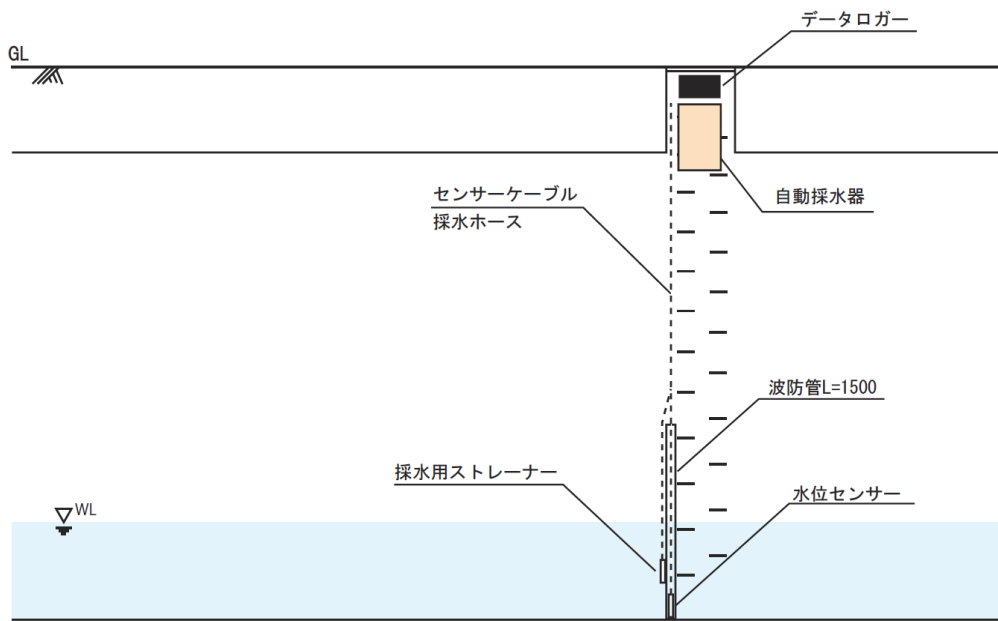 データロガー
GL
自動採水器
センサーケーブル
採水ホース
波防管L=1500
採水用ストレーナー
水位センサー
WL